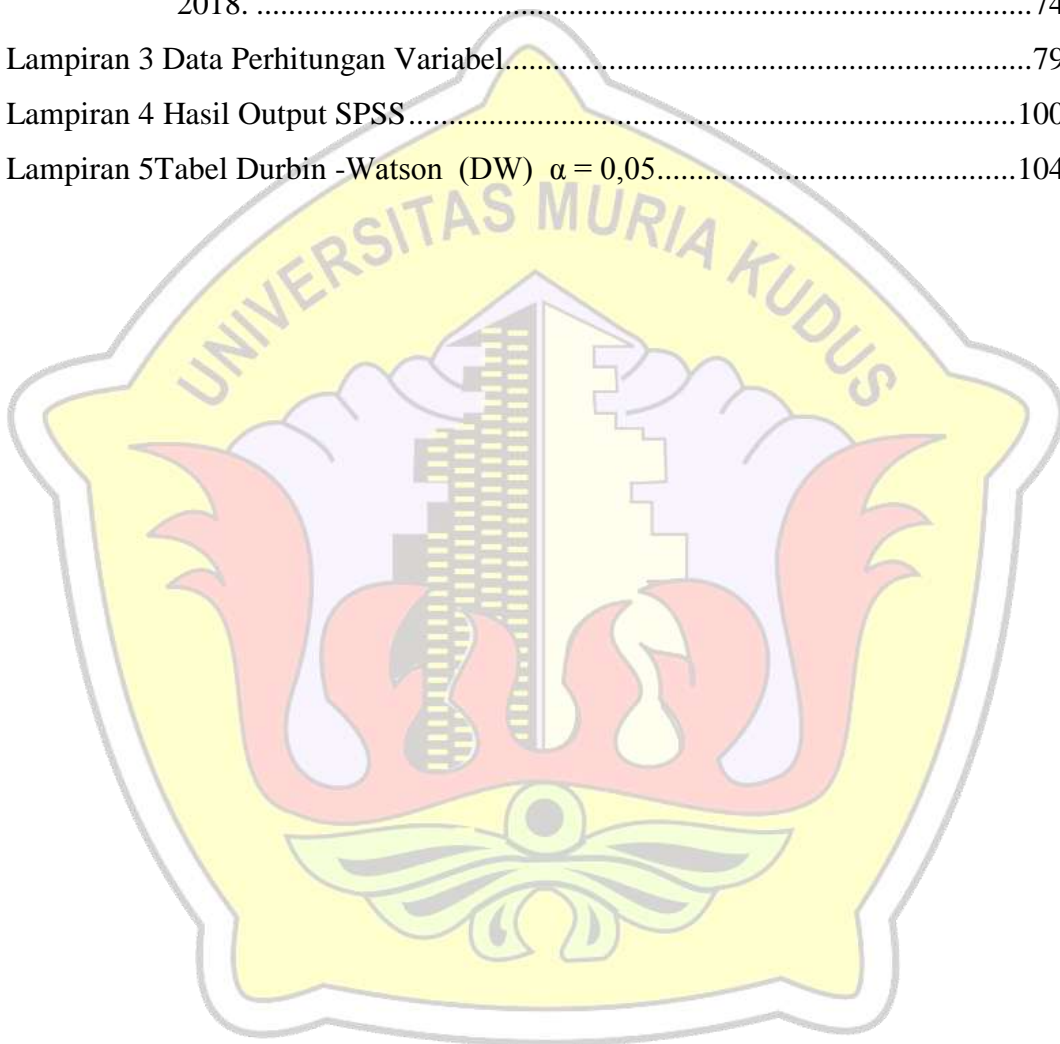 2018. ................................................................................................74
Lampiran 3 Data Perhitungan Variabel..................................................................79
Lampiran 4 Hasil Output SPSS..............................................................................100
Lampiran 5Tabel Durbin -Watson (DW) α = 0,05.............................................104
UNIVERSITAS MURIA KUDUS